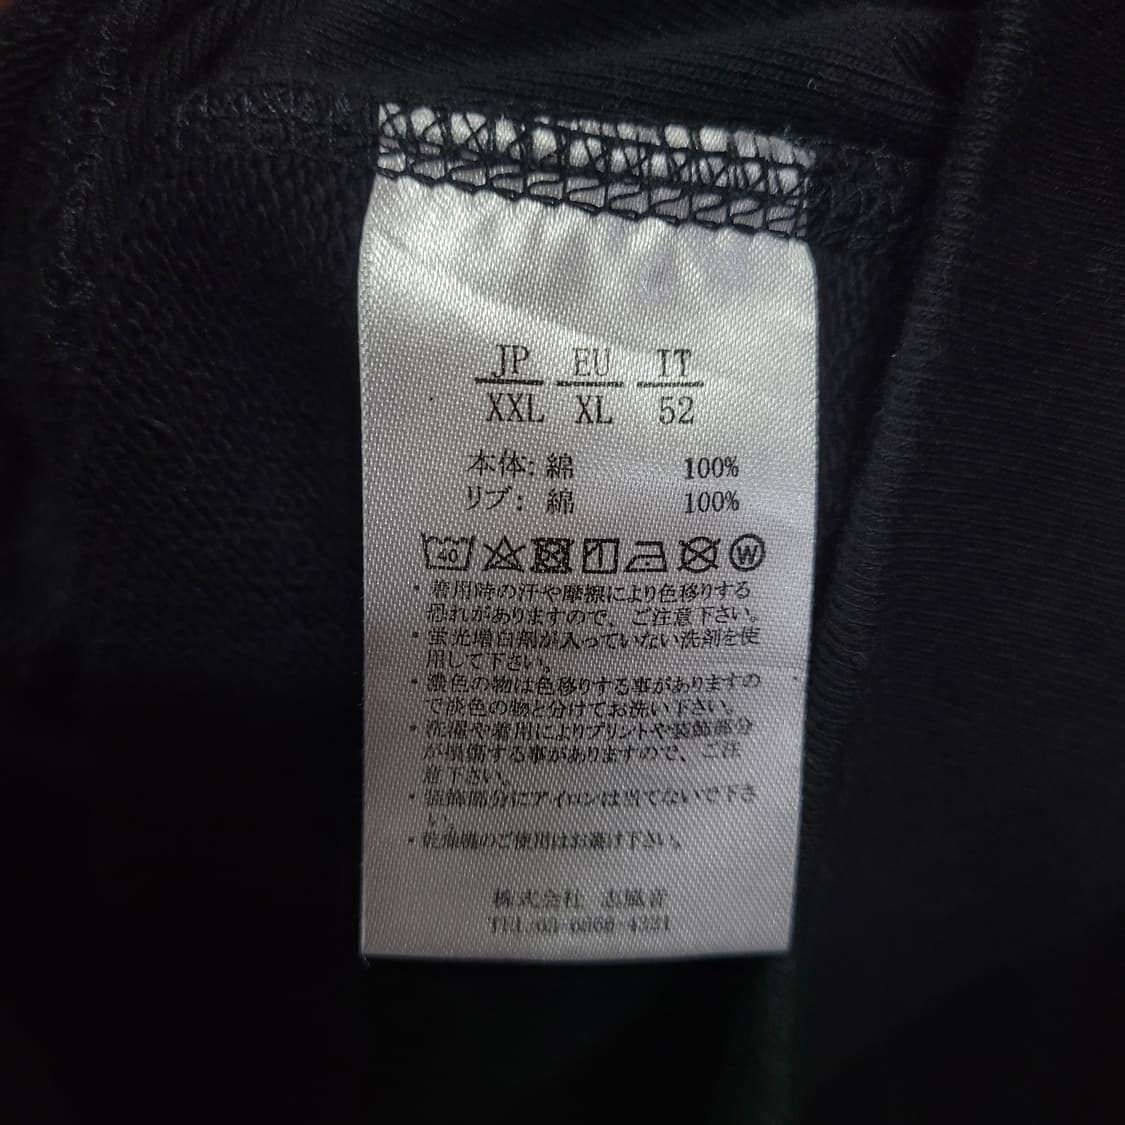 JP EU IT
XXL XL 52
本体: 綿 100%
リブ: 綿 100%
40 W
・着用時の汗や摩擦により色移りする
恐れがありますので、ご注意下さい。
・蛍光増白剤が入っていない洗剤を使
用して下さい。
・濃色の物は色移りする事がありますの
で淡色の物と分けてお洗い下さい。
・洗濯や着用によりプリントや装飾部分
が損傷する事がありますので、ご注
意下さい。
・装飾部分にアイロンは当てないで下さ
い。
・乾燥機のご使用はお避け下さい。
株式会社 志風音
TEL 03-6666-4321